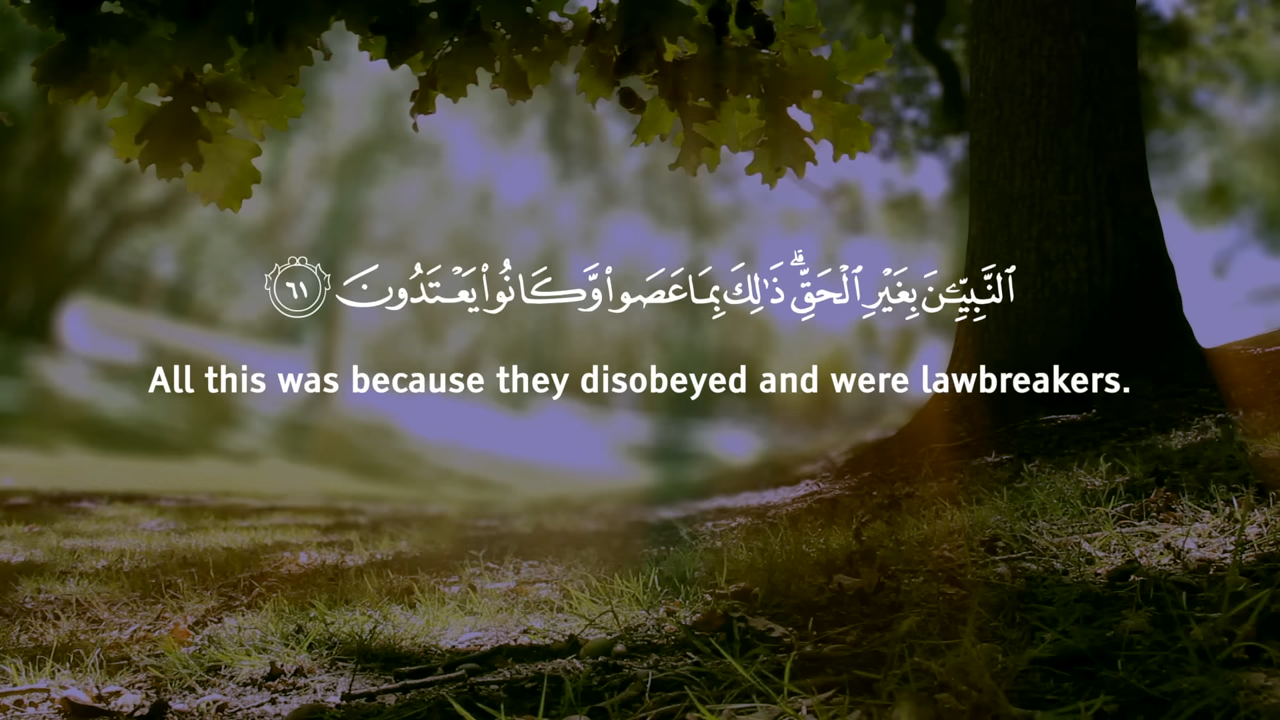 ٱلنَّبِيِّـۧنَ بِغَيْرِ ٱلْحَقِّ ۗ ذَٰلِكَ بِمَا عَصَوا۟ وَّكَانُوا۟ يَعْتَدُونَ ٦١
All this was because they disobeyed and were lawbreakers.